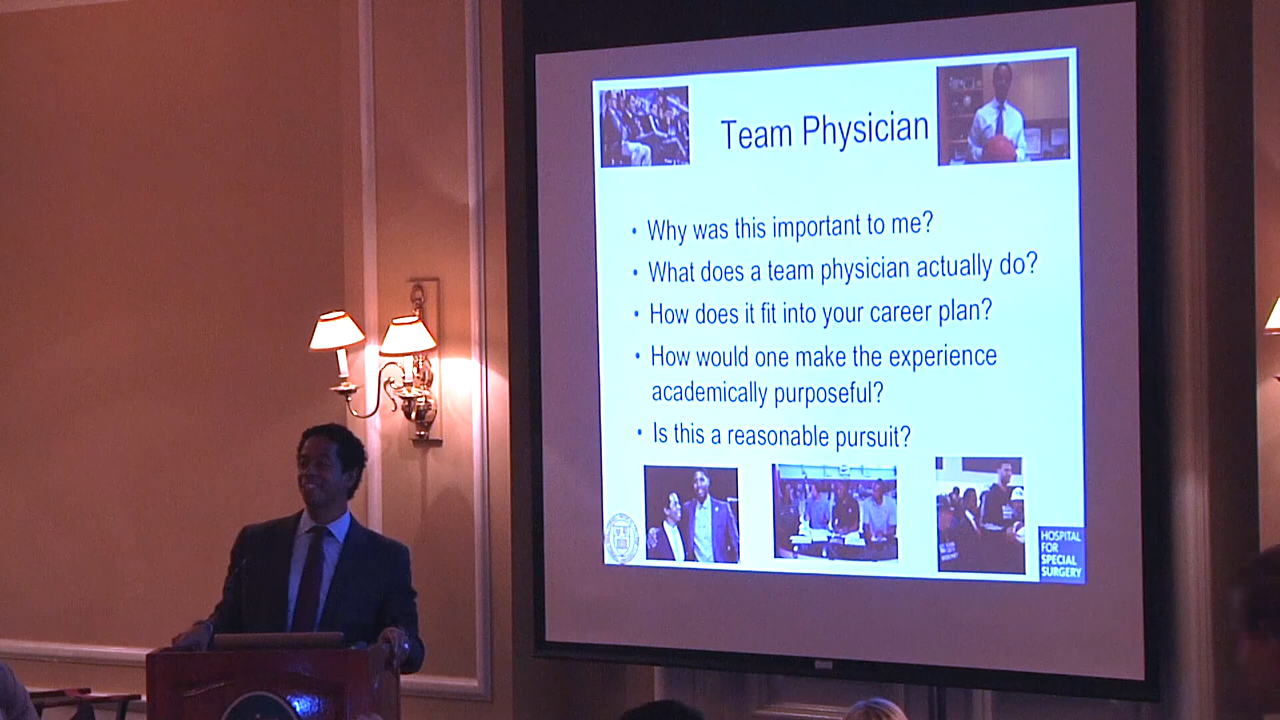 Team Physician
• Why was this important to me?
• What does a team physician actually do?
• How does it fit into your career plan?
• How would one make the experience
academically purposeful?
• Is this a reasonable pursuit?
HOSPITAL
FOR
SPECIAL
SURGERY